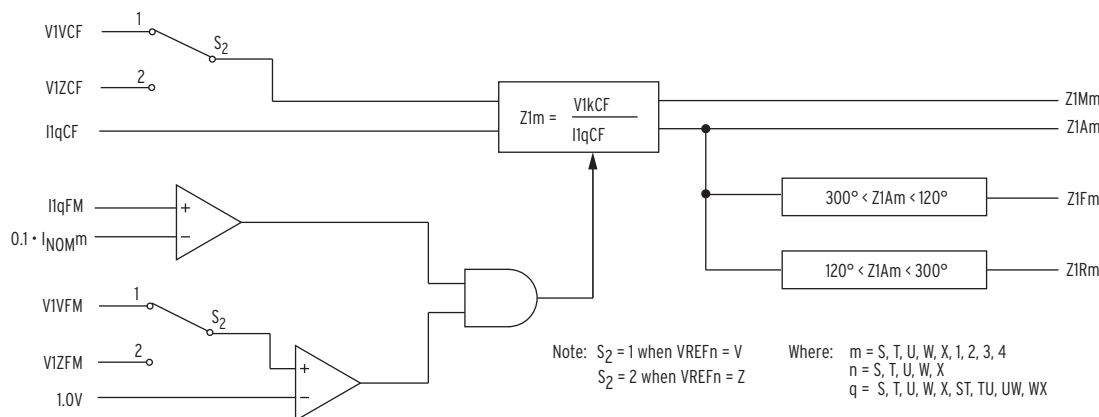 V1VCF
1
S2
V1ZCF
2
I1qCF
Z1m = V1kCF / I1qCF
Z1Mm
Z1Am
300° < Z1Am < 120°
Z1Fm
120° < Z1Am < 300°
Z1Rm
I1qFM
+
0.1 • INOMm
–
V1VFM
1
S2
V1ZFM
2
+
1.0V
–
Note: S2 = 1 when VREFn = V
S2 = 2 when VREFn = Z
Where: m = S, T, U, W, X, 1, 2, 3, 4
n = S, T, U, W, X
q = S, T, U, W, X, ST, TU, UW, WX